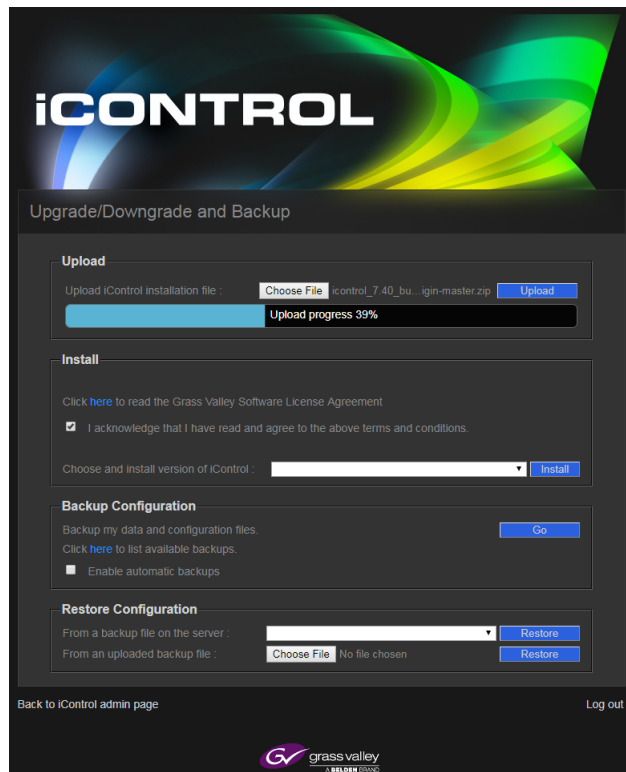 iCONTROL
Upgrade/Downgrade and Backup
Upload
Upload iControl installation file : Choose File icontrol_7.40_bu...igin-master.zip Upload
Upload progress 39%
Install
Click here to read the Grass Valley Software License Agreement
I acknowledge that I have read and agree to the above terms and conditions.
Choose and install version of iControl : Install
Backup Configuration
Backup my data and configuration files. Go
Click here to list available backups.
Enable automatic backups
Restore Configuration
From a backup file on the server : Restore
From an uploaded backup file : Choose File No file chosen Restore
Back to iControl admin page Log out
GV grass valley
A BELDEN BRAND